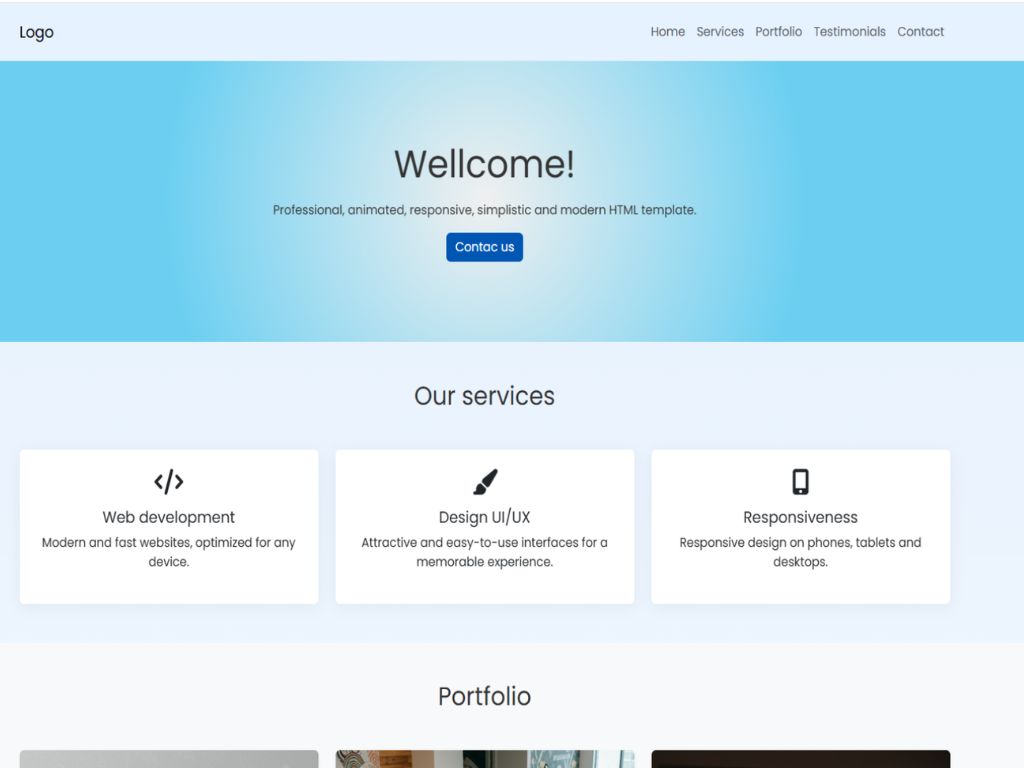 Logo
Home Services Portfolio Testimonials Contact
Wellcome!
Professional, animated, responsive, simplistic and modern HTML template.
Contac us
Our services
Web development
Modern and fast websites, optimized for any
device.
Design UI/UX
Attractive and easy-to-use interfaces for a
memorable experience.
Responsiveness
Responsive design on phones, tablets and
desktops.
Portfolio